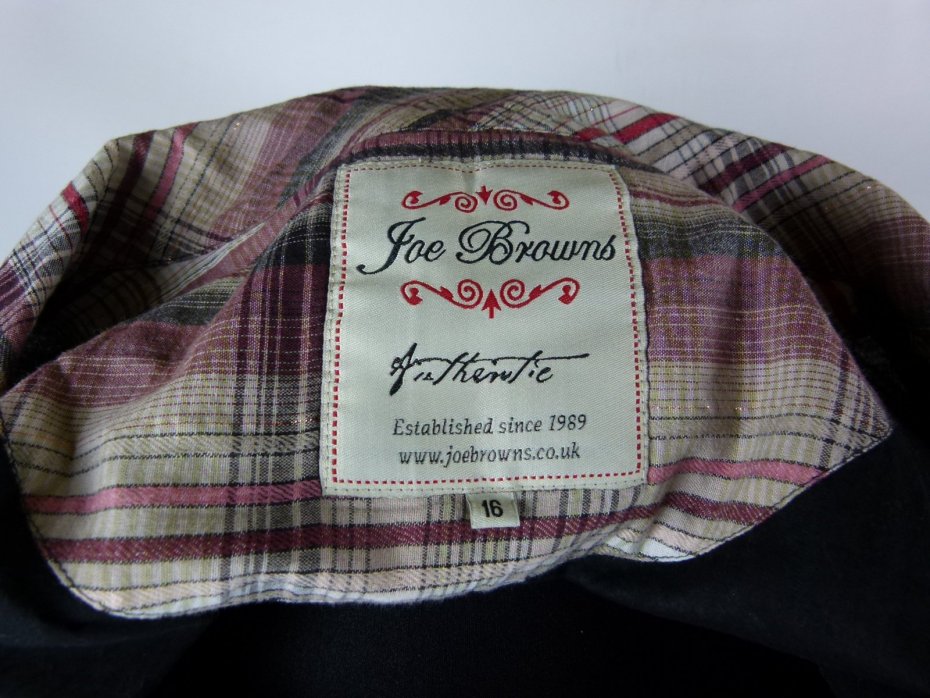 Joe Browns
Authentic
Established since 1989
www.joebrowns.co.uk
16